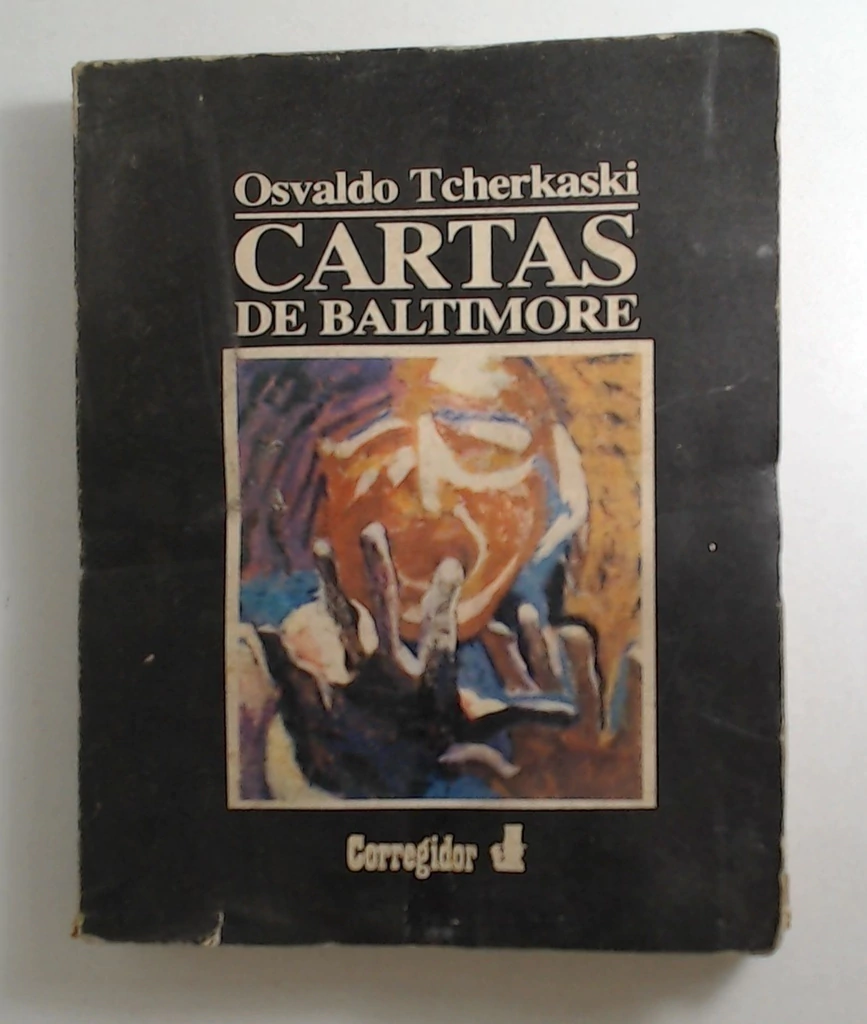 Osvaldo Tcherkaski
CARTAS
DE BALTIMORE
Corregidor